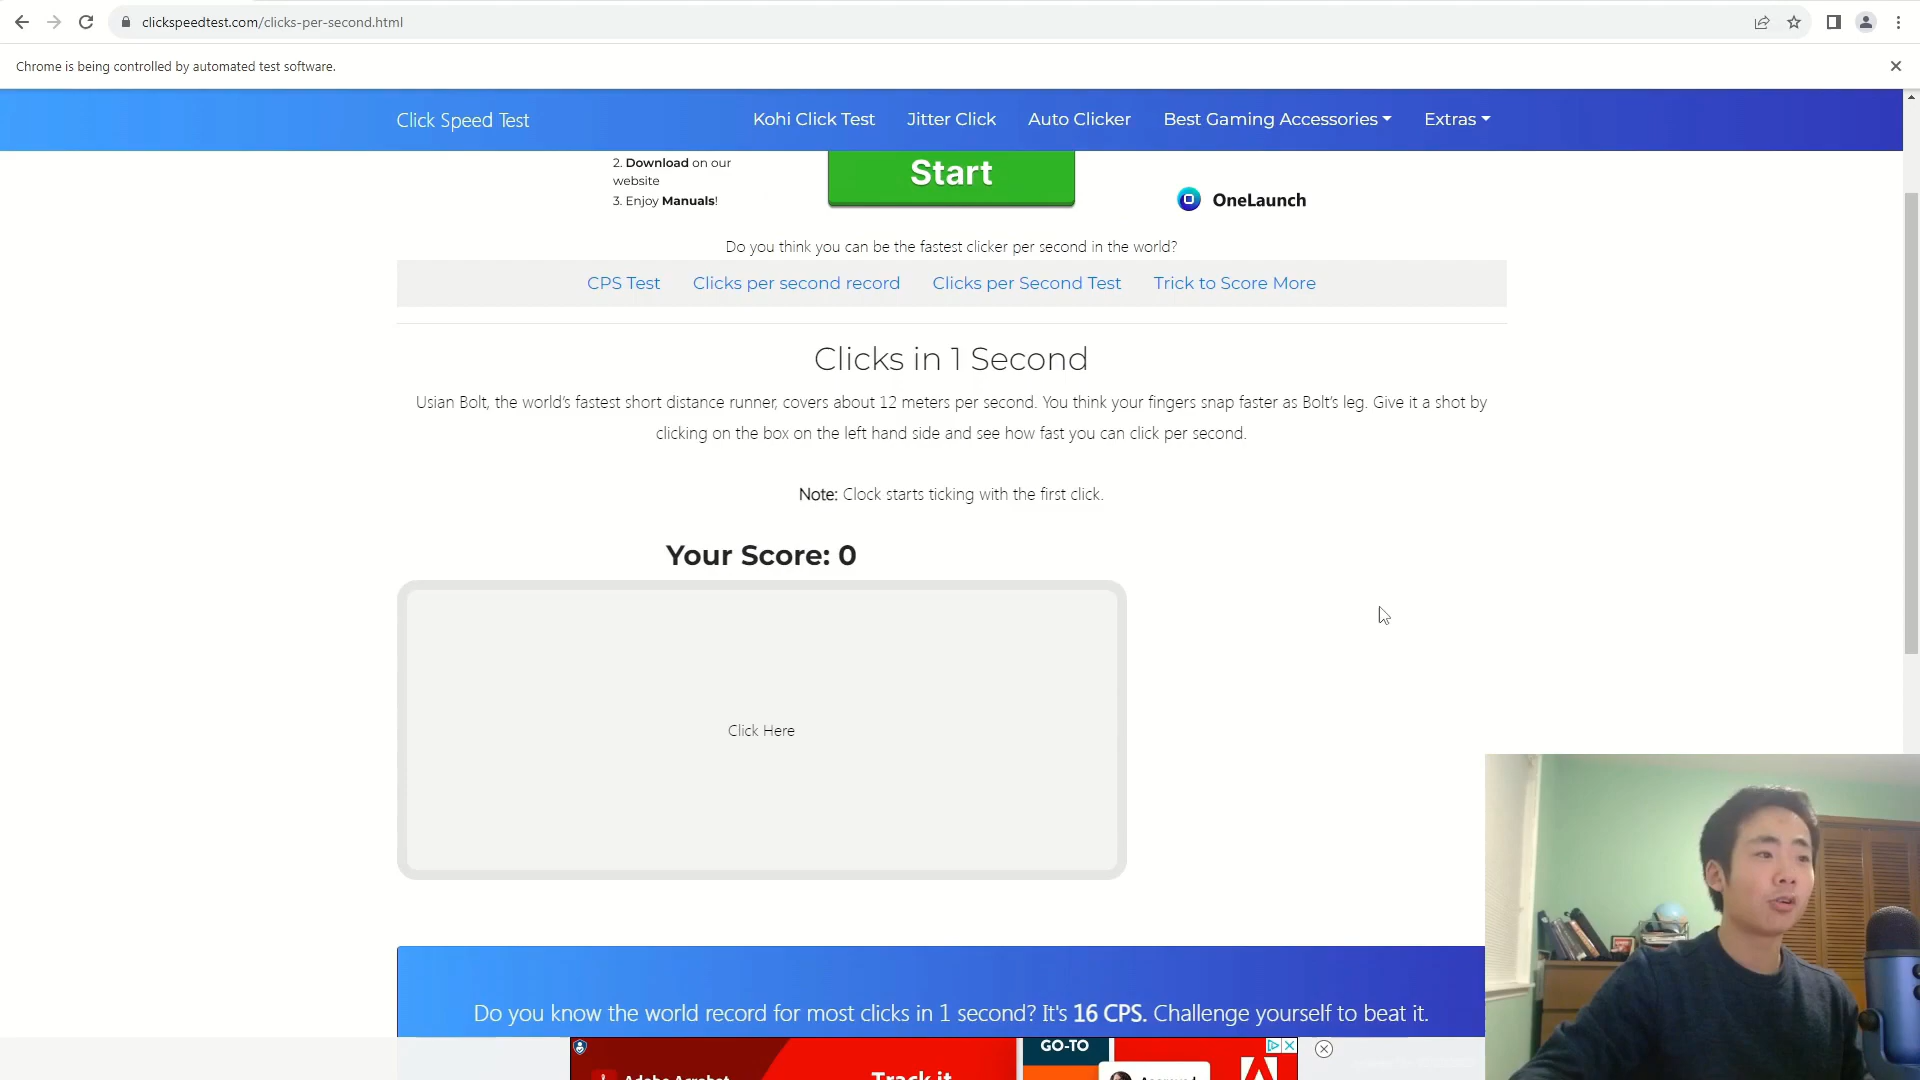 clickspeedtest.com/clicks-per-second.html
Chrome is being controlled by automated test software.
Click Speed Test
Kohi Click Test
Jitter Click
Auto Clicker
Best Gaming Accessories
Extras
2. Download on our
website
3. Enjoy Manuals!
Start
OneLaunch
Do you think you can be the fastest clicker per second in the world?
CPS Test
Clicks per second record
Clicks per Second Test
Trick to Score More
Clicks in 1 Second
Usian Bolt, the world's fastest short distance runner, covers about 12 meters per second. You think your fingers snap faster as Bolt's leg. Give it a shot by
clicking on the box on the left hand side and see how fast you can click per second.
Note: Clock starts ticking with the first click.
Your Score: 0
Click Here
Do you know the world record for most clicks in 1 second? It's 16 CPS. Challenge yourself to beat it.
Adobe Acrobat
Track it
GO-TO